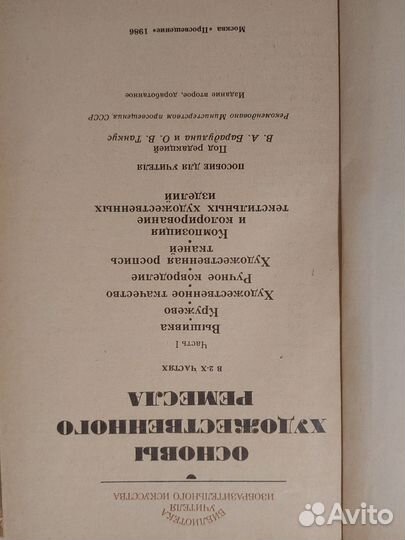 БИБЛИОТЕКА
УЧИТЕЛЯ
ИЗОБРАЗИТЕЛЬНОГО ИСКУССТВА
ОСНОВЫ
ХУДОЖЕСТВЕННОГО
РЕМЕСЛА
В 2-Х ЧАСТЯХ
Часть I
Вышивка
Кружево
Художественное ткачество
Ручное ковроделие
Художественная роспись
тканей
Композиция
и колорирование
текстильных художественных
изделий
ПОСОБИЕ ДЛЯ УЧИТЕЛЯ
Под редакцией
В. А. Барадулина и О. В. Танкус
Рекомендовано Министерством просвещения СССР
Издание второе, доработанное
Москва «Просвещение» 1986
Avito